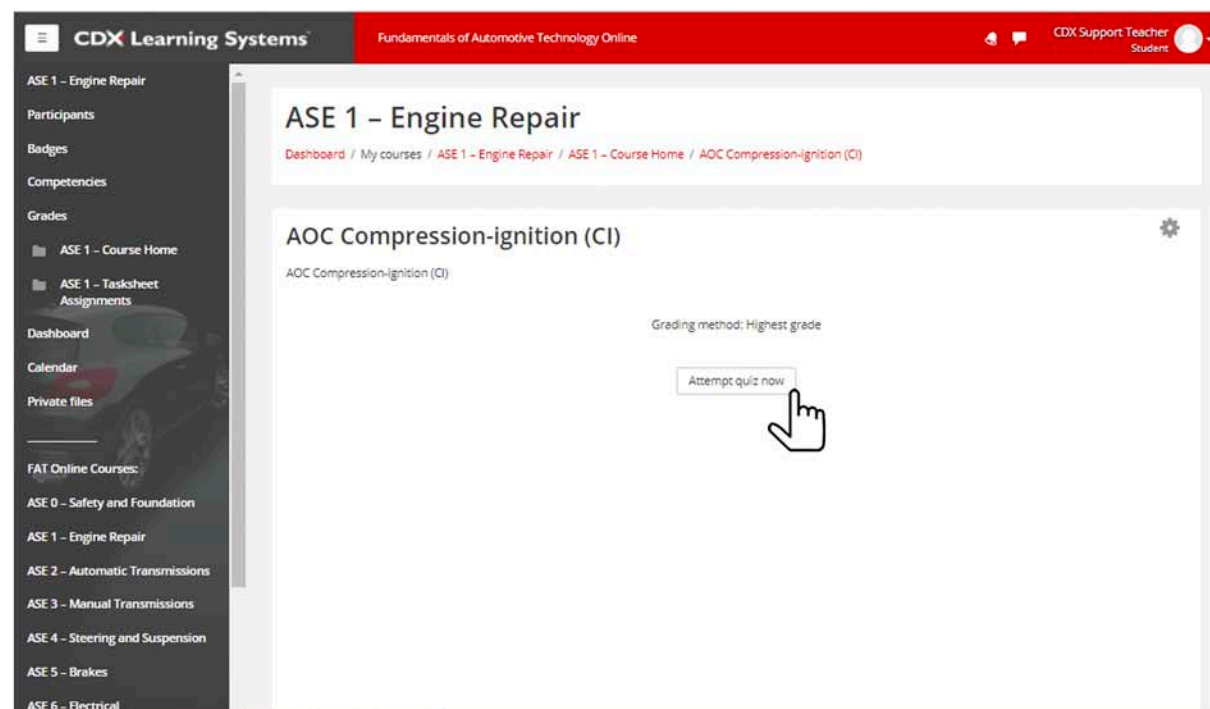 CDX Learning Systems
Fundamentals of Automotive Technology Online
CDX Support Teacher
Student
ASE 1 – Engine Repair
Participants
Badges
Competencies
Grades
ASE 1 – Course Home
ASE 1 – Tasksheet
Assignments
Dashboard
Calendar
Private files
FAT Online Courses:
ASE 0 – Safety and Foundation
ASE 1 – Engine Repair
ASE 2 – Automatic Transmissions
ASE 3 – Manual Transmissions
ASE 4 – Steering and Suspension
ASE 5 – Brakes
ASE 6 – Electrical
ASE 1 – Engine Repair
Dashboard / My courses / ASE 1 – Engine Repair / ASE 1 – Course Home / AOC Compression-ignition (CI)
AOC Compression-ignition (CI)
AOC Compression-ignition (CI)
Grading method: Highest grade
Attempt quiz now